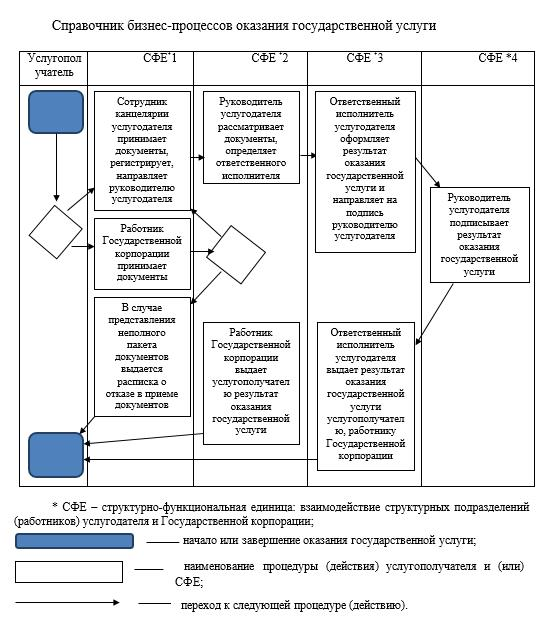 Справочник бизнес-процессов оказания государственной услуги
Услугопол
учатель
СФЕ*1
СФЕ *2
СФЕ *3
СФЕ *4
Сотрудник
канцелярии
услугодателя
принимает
документы,
регистрирует,
направляет
руководителю
услугодателя
Руководитель
услугодателя
рассматривает
документы,
определяет
ответственного
исполнителя
Ответственный
исполнитель
услугодателя
оформляет
результат
оказания
государственной
услуги и
направляет на
подпись
руководителю
услугодателя
Руководитель
услугодателя
подписывает
результат
оказания
государственной
услуги
Работник
Государственной
корпорации
принимает
документы
В случае
представления
неполного
пакета
документов
выдается
расписка о
отказе в приеме
документов
Работник
Государственной
корпорации
выдает
услугополучател
ю результат
оказания
государственной
услуги
Ответственный
исполнитель
услугодателя
выдает результат
оказания
государственной
услуги
услугополучател
ю, работнику
Государственной
корпорации
* СФЕ – структурно-функциональная единица: взаимодействие структурных подразделений
(работников) услугодателя и Государственной корпорации;
начало или завершение оказания государственной услуги;
наименование процедуры (действия) услугополучателя и (или)
СФЕ;
переход к следующей процедуре (действию).